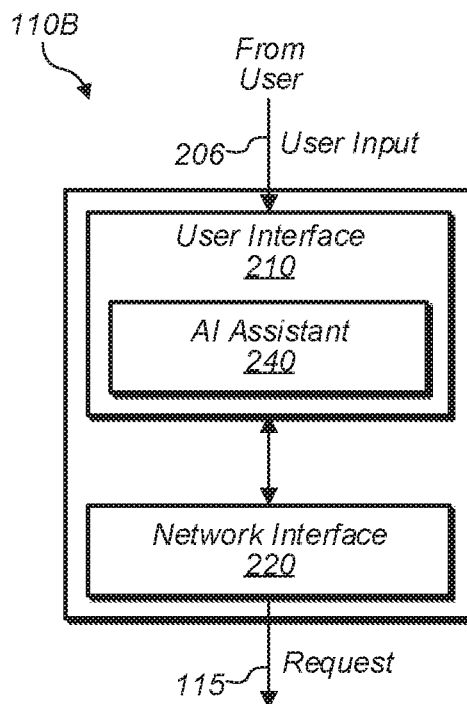 110B
From
User
206 User Input
User Interface
210
AI Assistant
240
Network Interface
220
115 Request